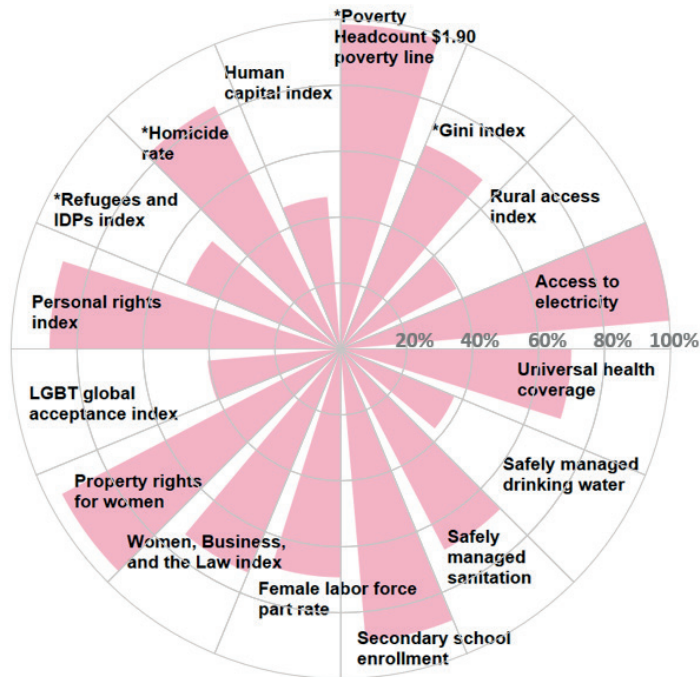 *Poverty
Headcount $1.90
poverty line
Human
capital index
*Gini index
*Homicide
rate
Rural access
index
*Refugees and
IDPs index
Access to
electricity
Personal rights
index
20% 40% 60% 80% 100%
Universal health
coverage
LGBT global
acceptance index
Safely managed
drinking water
Property rights
for women
Safely
managed
sanitation
Women, Business,
and the Law index
Female labor force
part rate
Secondary school
enrollment